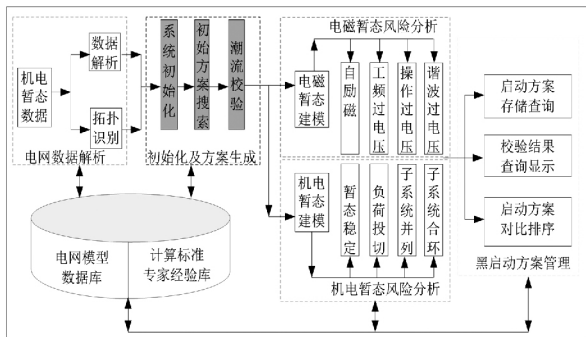 机电
暂态
数据
数据
解析
拓扑
识别
电网数据解析
系统初始化
初始方案搜索
潮流校验
初始化及方案生成
电网模型
数据库
计算标准
专家经验库
电磁暂态风险分析
电磁
暂态
建模
自励磁
工频过电压
操作过电压
谐波过电压
机电
暂态
建模
暂态稳定
负荷投切
子系统并列
子系统合环
机电暂态风险分析
启动方案
存储查询
校验结果
查询显示
启动方案
对比排序
黑启动方案管理